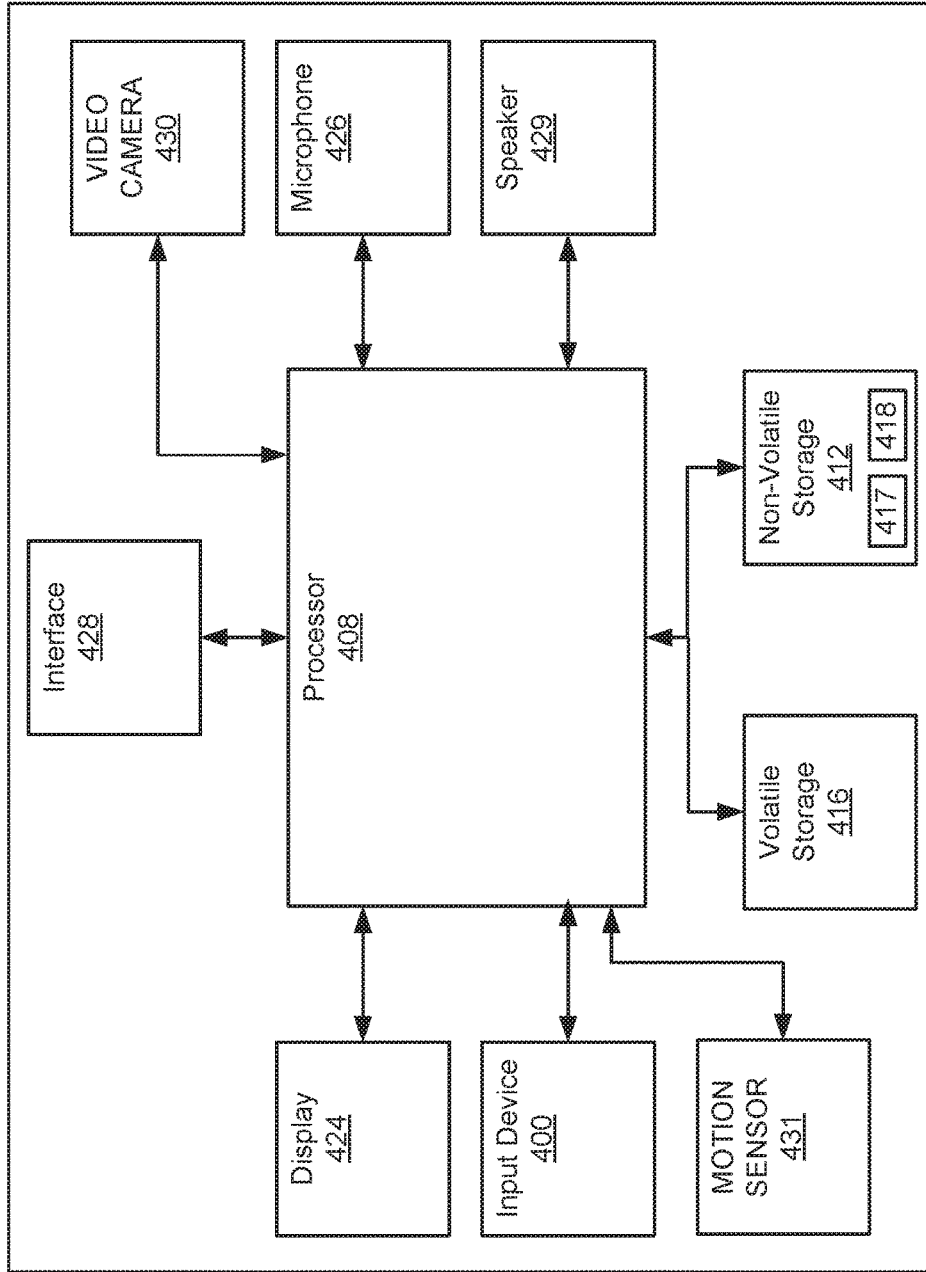 Display
424
Input Device
400
MOTION
SENSOR
431
Interface
428
Processor
408
Volatile
Storage
416
Non-Volatile
Storage
412
417
418
VIDEO
CAMERA
430
Microphone
426
Speaker
429